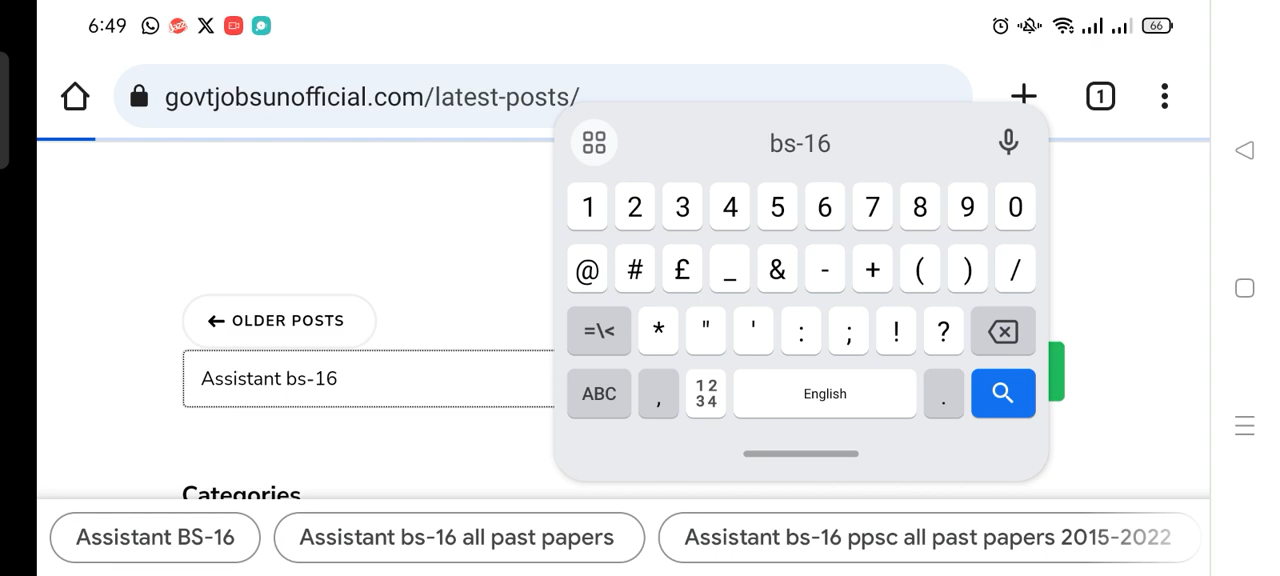 6:49
66
govtjobsunofficial.com/latest-posts/
1
bs-16
1 2 3 4 5 6 7 8 9 0
@ # £ _ & - + ( ) /
← OLDER POSTS
=\< * " ' : ; ! ?
Assistant bs-16
ABC , 12 34 English .
Categories
Assistant BS-16
Assistant bs-16 all past papers
Assistant bs-16 ppsc all past papers 2015-2022